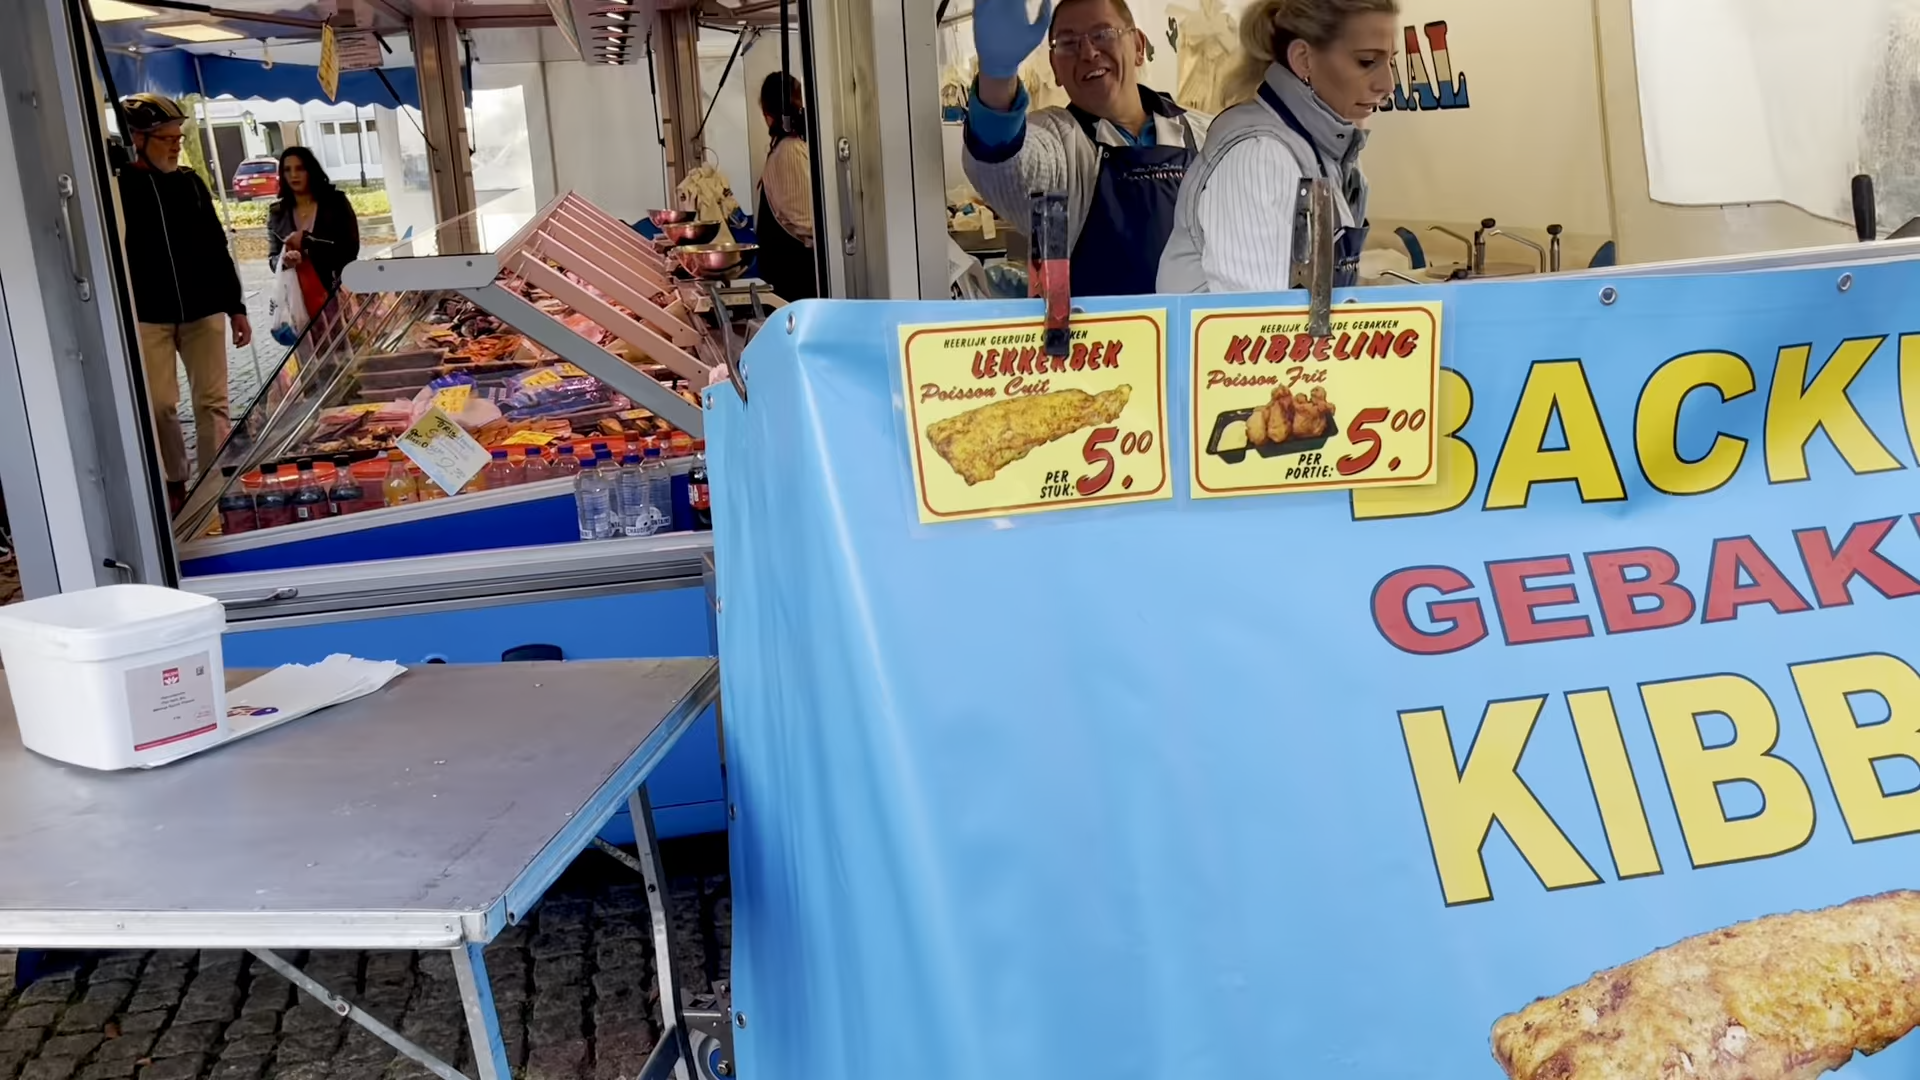 AAL
HEERLIJK GEKRUIDE GEBAKKEN
LEKKERBEK
Poisson Cuit
PER
STUK:
5.00
HEERLIJK GEKRUIDE GEBAKKEN
KIBBELING
Poisson Frit
PER
PORTIE:
5.00
BACK
GEBAK
KIBB